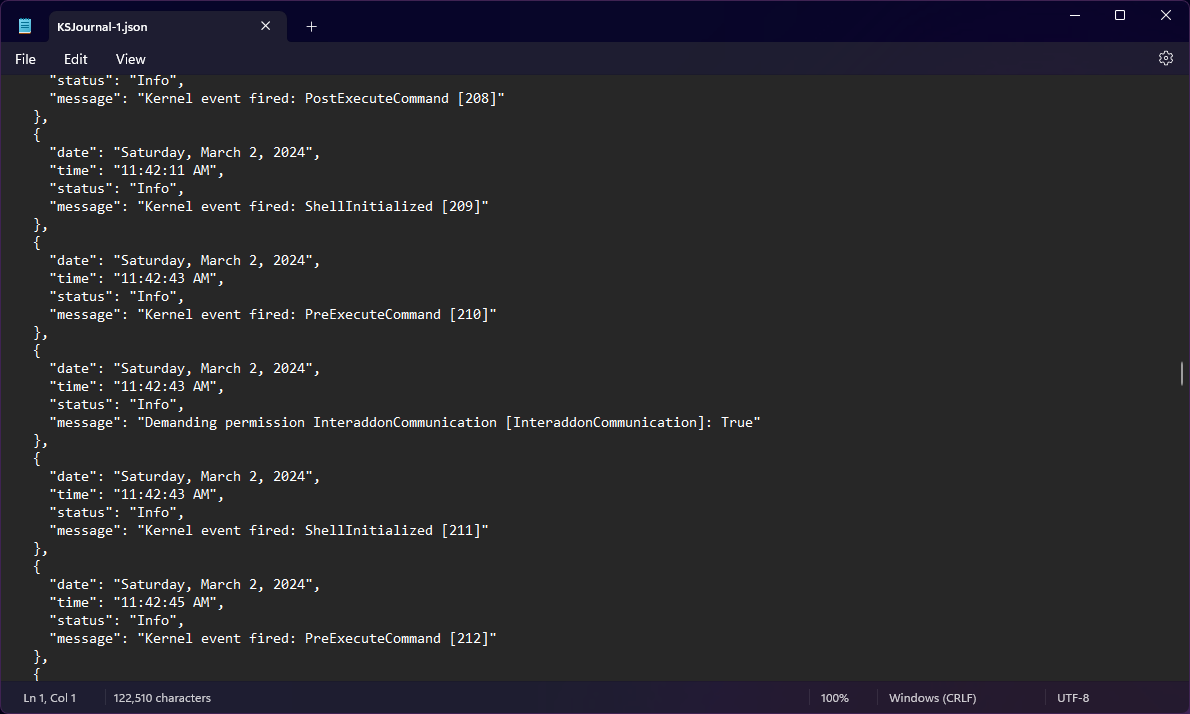 KSJournal-1.json
File Edit View
"status": "Info",
"message": "Kernel event fired: PostExecuteCommand [208]"
},
{
"date": "Saturday, March 2, 2024",
"time": "11:42:11 AM",
"status": "Info",
"message": "Kernel event fired: ShellInitialized [209]"
},
{
"date": "Saturday, March 2, 2024",
"time": "11:42:43 AM",
"status": "Info",
"message": "Kernel event fired: PreExecuteCommand [210]"
},
{
"date": "Saturday, March 2, 2024",
"time": "11:42:43 AM",
"status": "Info",
"message": "Demanding permission InteraddonCommunication [InteraddonCommunication]: True"
},
{
"date": "Saturday, March 2, 2024",
"time": "11:42:43 AM",
"status": "Info",
"message": "Kernel event fired: ShellInitialized [211]"
},
{
"date": "Saturday, March 2, 2024",
"time": "11:42:45 AM",
"status": "Info",
"message": "Kernel event fired: PreExecuteCommand [212]"
},
{
Ln 1, Col 1 122,510 characters 100% Windows (CRLF) UTF-8